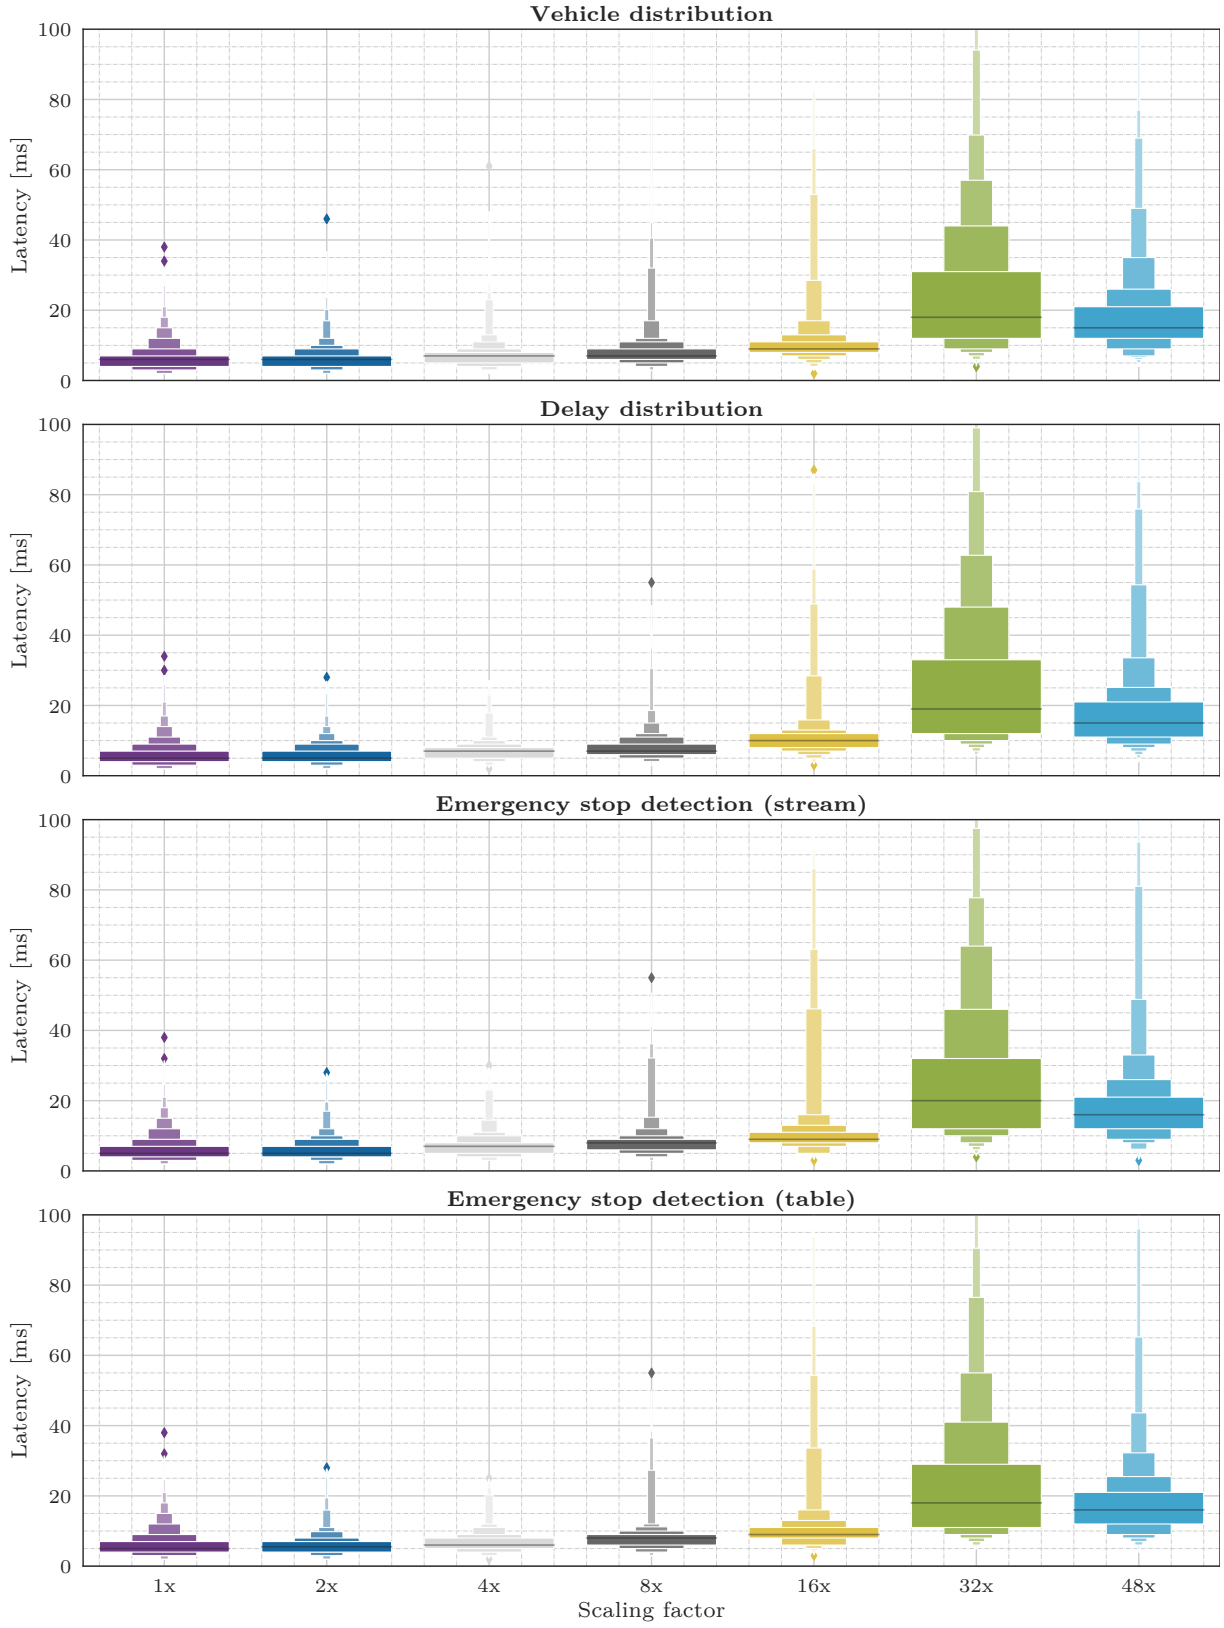 Vehicle distribution
100
80
60
40
20
0
Latency [ms]
Delay distribution
100
80
60
40
20
0
Latency [ms]
Emergency stop detection (stream)
100
80
60
40
20
0
Latency [ms]
Emergency stop detection (table)
100
80
60
40
20
0
Latency [ms]
1x 2x 4x 8x 16x 32x 48x
Scaling factor